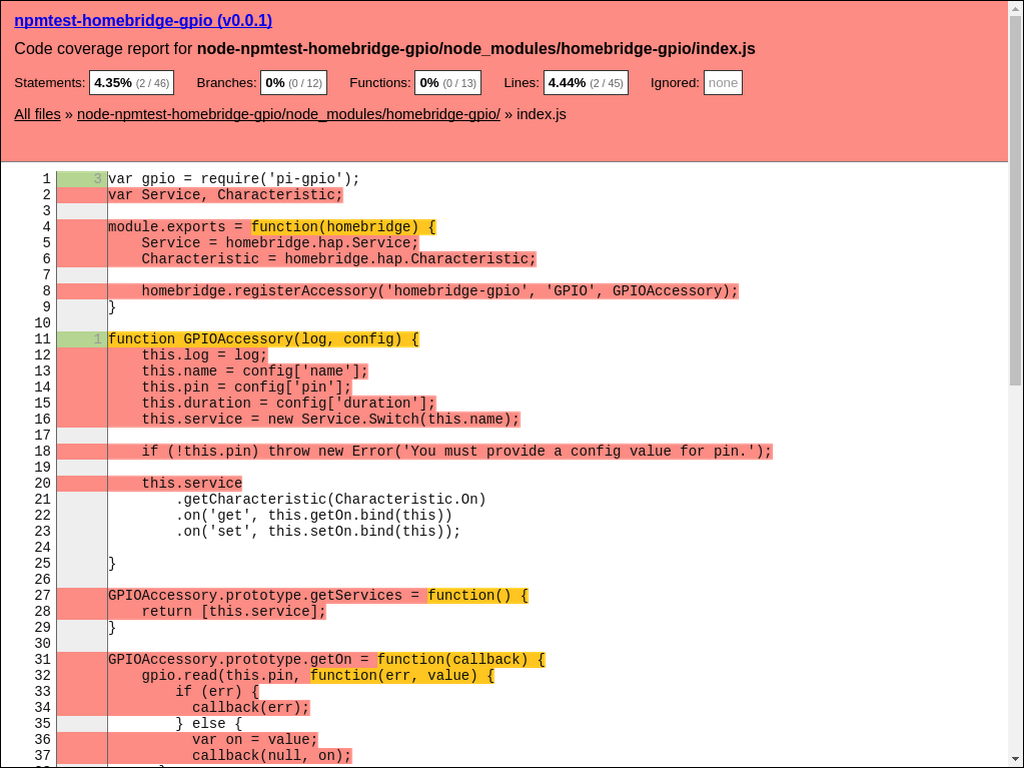 npmtest-homebridge-gpio (v0.0.1)
Code coverage report for node-npmtest-homebridge-gpio/node_modules/homebridge-gpio/index.js
Statements: 4.35% (2 / 46) Branches: 0% (0 / 12) Functions: 0% (0 / 13) Lines: 4.44% (2 / 45) Ignored: none
All files » node-npmtest-homebridge-gpio/node_modules/homebridge-gpio/ » index.js
1 3 var gpio = require('pi-gpio');
2 var Service, Characteristic;
3
4 module.exports = function(homebridge) {
5     Service = homebridge.hap.Service;
6     Characteristic = homebridge.hap.Characteristic;
7
8     homebridge.registerAccessory('homebridge-gpio', 'GPIO', GPIOAccessory);
9 }
10
11 1 function GPIOAccessory(log, config) {
12     this.log = log;
13     this.name = config['name'];
14     this.pin = config['pin'];
15     this.duration = config['duration'];
16     this.service = new Service.Switch(this.name);
17
18     if (!this.pin) throw new Error('You must provide a config value for pin.');
19
20     this.service
21         .getCharacteristic(Characteristic.On)
22         .on('get', this.getOn.bind(this))
23         .on('set', this.setOn.bind(this));
24
25 }
26
27 GPIOAccessory.prototype.getServices = function() {
28     return [this.service];
29 }
30
31 GPIOAccessory.prototype.getOn = function(callback) {
32     gpio.read(this.pin, function(err, value) {
33         if (err) {
34           callback(err);
35         } else {
36           var on = value;
37           callback(null, on);